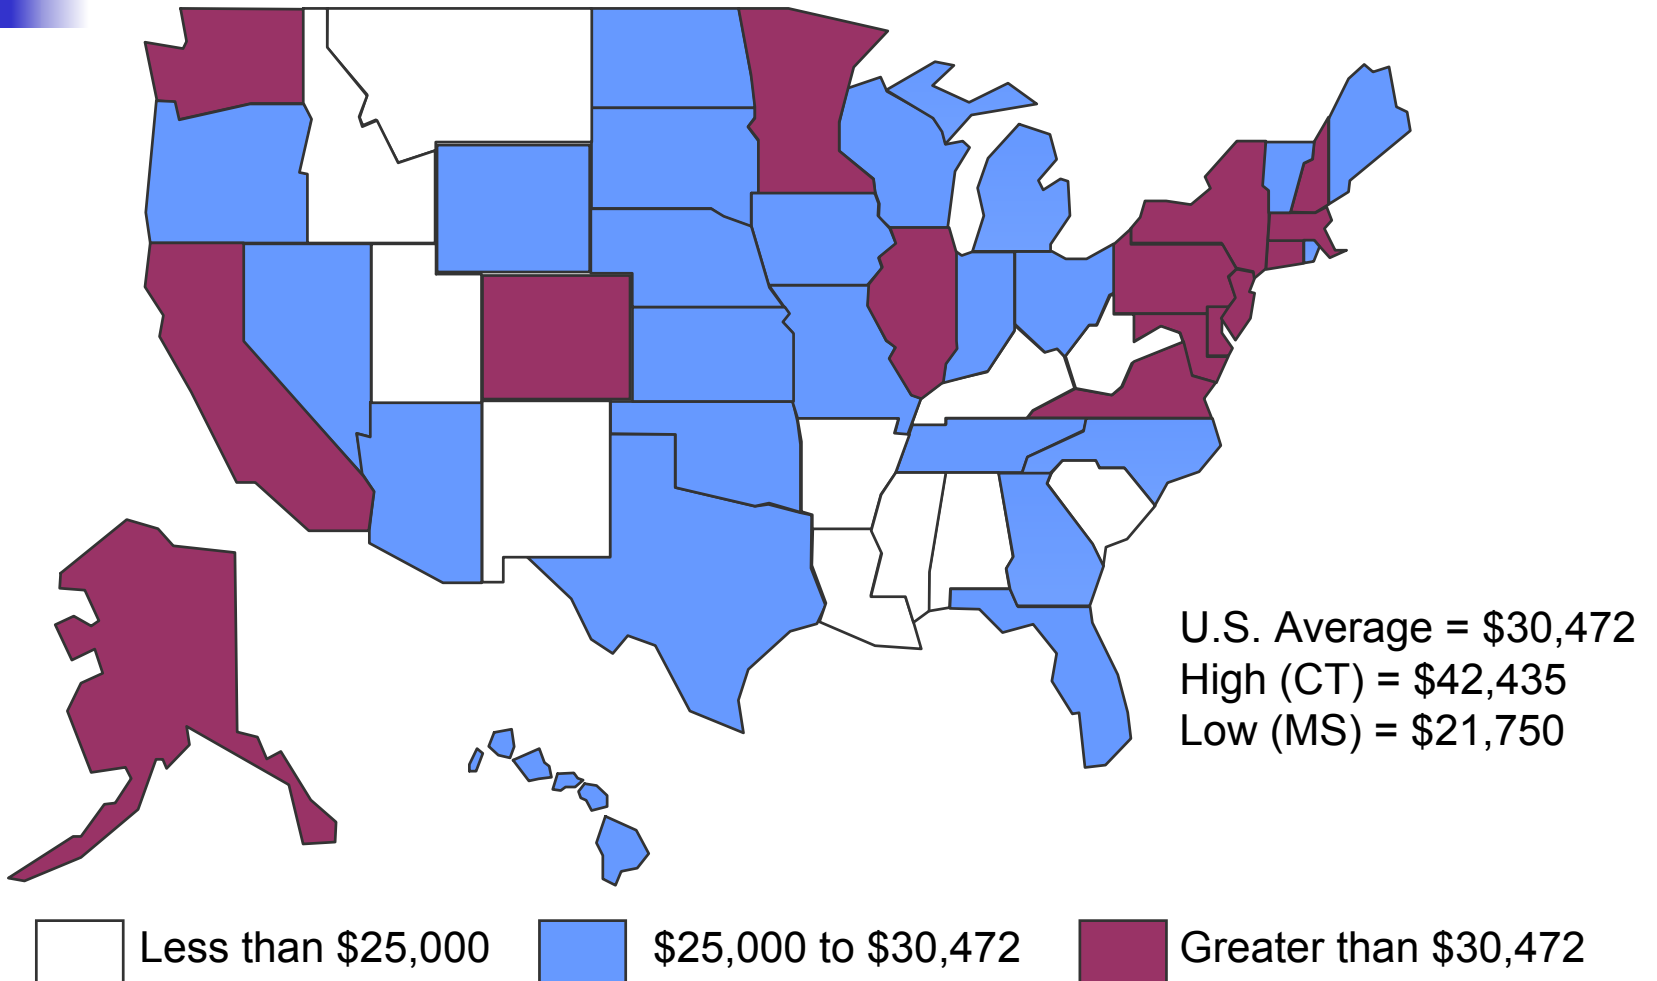 U.S. Average = $30,472
High (CT) = $42,435
Low (MS) = $21,750
Less than $25,000
$25,000 to $30,472
Greater than $30,472